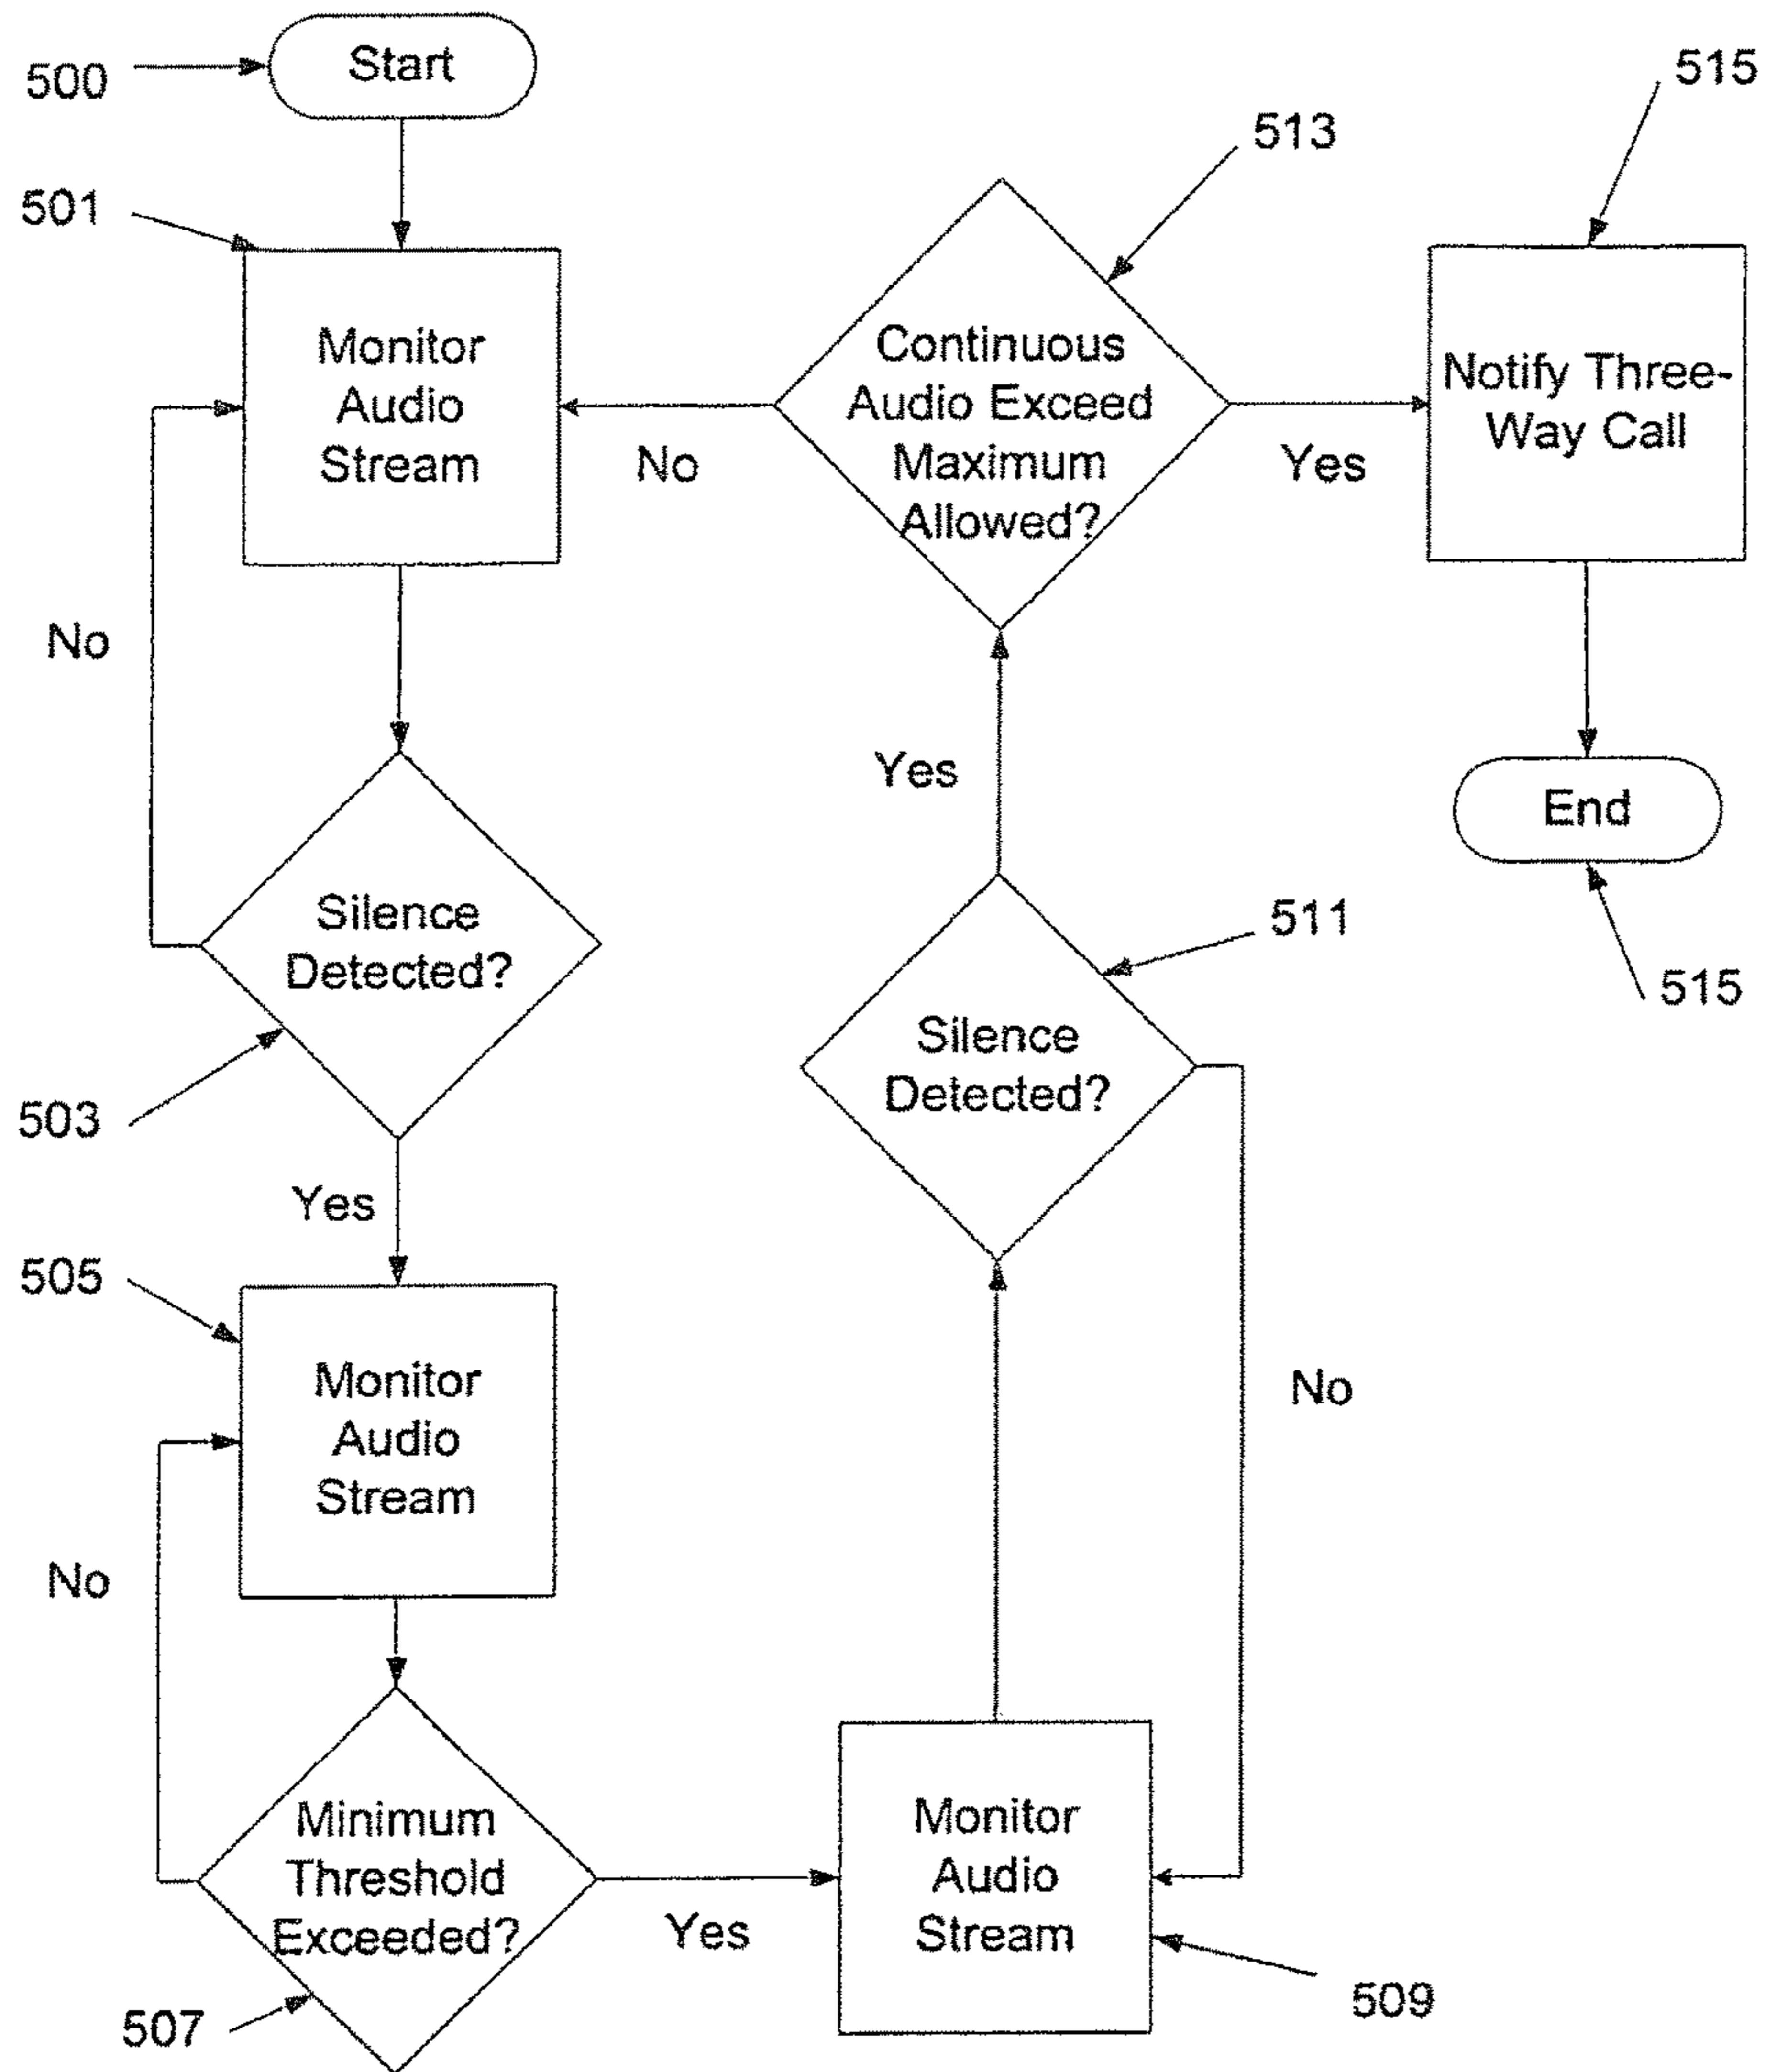 500
Start
515
513
501
Monitor
Audio
Stream
Continuous
Audio Exceed
Maximum
Allowed?
Notify Three-
Way Call
No
Yes
No
Yes
End
Silence
Detected?
511
515
Silence
Detected?
503
Yes
505
Monitor
Audio
Stream
No
No
Minimum
Threshold
Exceeded?
Yes
Monitor
Audio
Stream
507
509